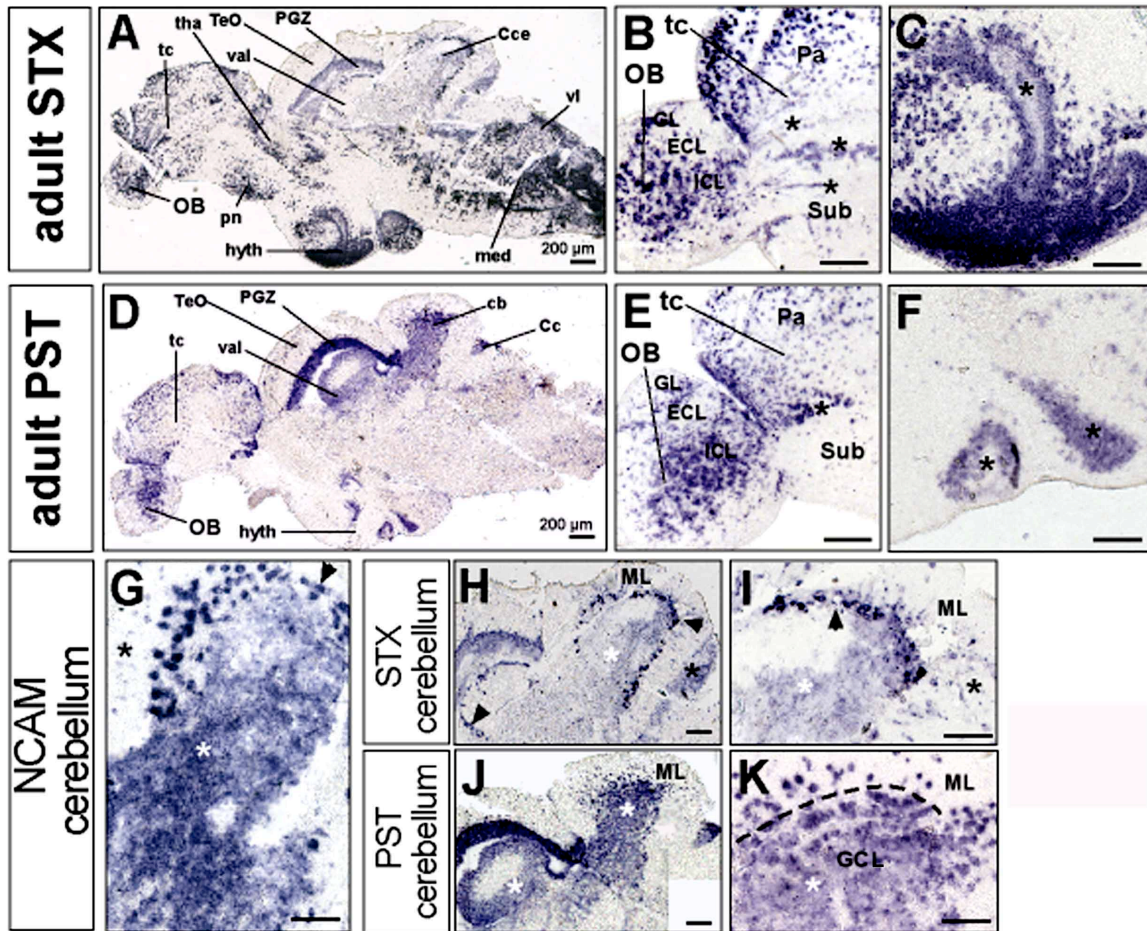 adult STX
A
tha
TeO
PGZ
val
tc
Cce
vl
OB
pn
hyth
med
200 µm
B
tc
Pa
OB
GL
ECL
ICL
Sub
*
*
*
C
*
adult PST
D
TeO
PGZ
cb
Cc
tc
val
OB
hyth
200 µm
E
tc
Pa
OB
GL
ECL
ICL
Sub
*
F
*
*
NCAM
cerebellum
G
*
*
STX
cerebellum
H
ML
*
*
I
ML
*
*
PST
cerebellum
J
ML
*
*
K
ML
GCL
*